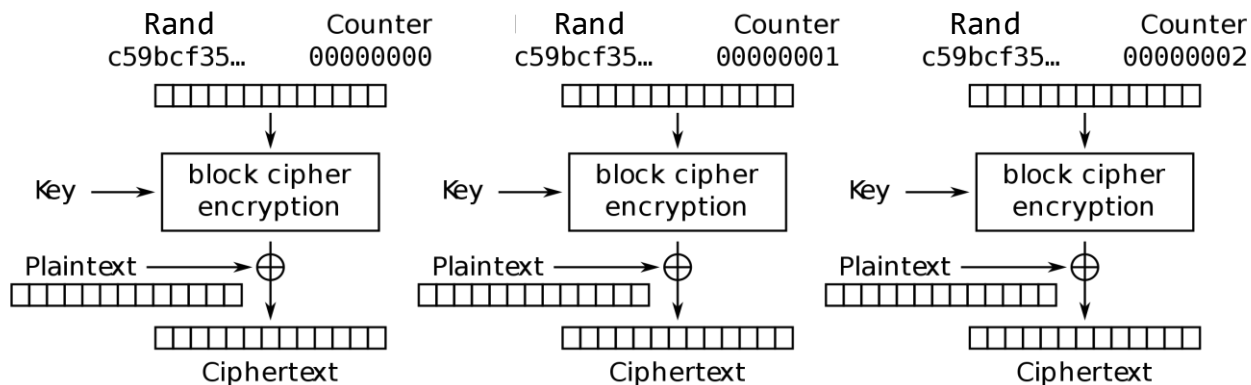 Rand Counter Rand Counter Rand Counter
c59bcf35… 00000000 c59bcf35… 00000001 c59bcf35… 00000002
block cipher block cipher block cipher
Key Key Key
encryption encryption encryption
Plaintext Plaintext Plaintext
Ciphertext Ciphertext Ciphertext